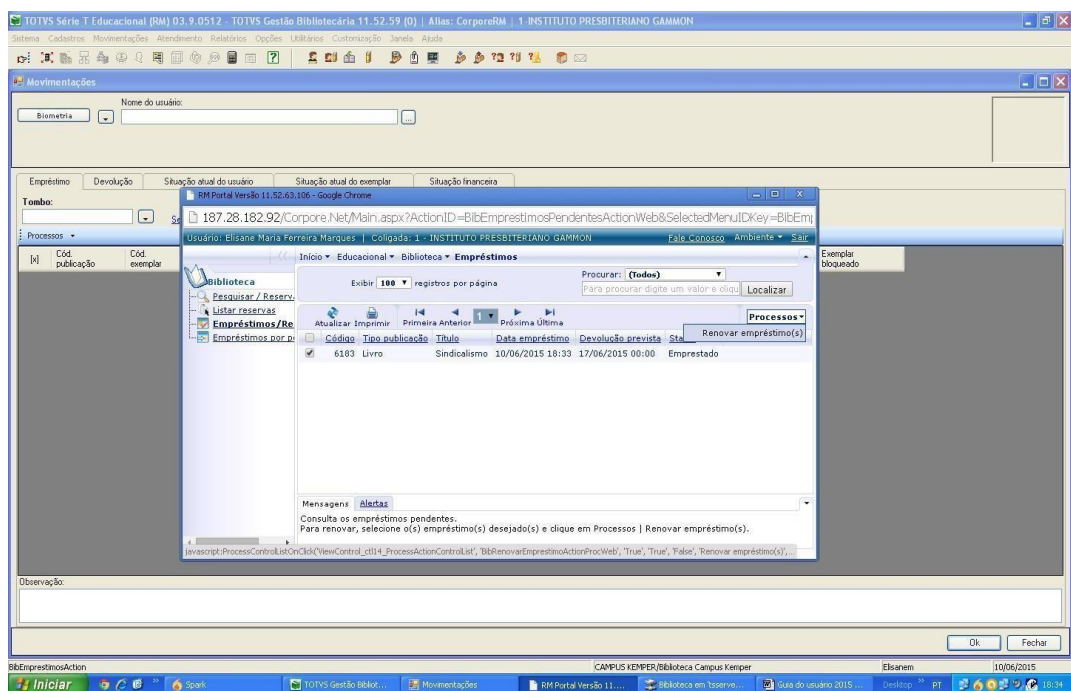 TOTVS Série T Educacional (RM) 03.9.0512 - TOTVS Gestão Bibliotecária 11.52.59 (0) | Alias: CorporeRM | 1-INSTITUTO PRESBITERIANO GAMMON
Sistema Cadastros Movimentações Atendimento Relatórios Opções Utilitários Customização Janela Ajuda
Movimentações
Nome do usuário:
Biometria
Empréstimo Devolução Situação atual do usuário Situação atual do exemplar Situação financeira
Tombo:
RM Portal Versão 11.52.63.106 - Google Chrome
187.28.182.92/Corpore.Net/Main.aspx?ActionID=BibEmprestimosPendentesActionWeb&SelectedMenuIDKey=BibEmp
Processos
Usuário: Elisane Maria Ferreira Marques | Coligada: 1 - INSTITUTO PRESBITERIANO GAMMON Fale Conosco Ambiente Sair
[x] Cód. publicação Cód. exemplar Exemplar bloqueado
Início Educacional Biblioteca Empréstimos
Biblioteca
Pesquisar / Reserv
Listar reservas
Empréstimos/Re
Empréstimos por p
Exibir 100 registros por página
Procurar: (Todos)
Para procurar digite um valor e cliqu Localizar
Atualizar Imprimir Primeira Anterior 1 Próxima Última
Processos
Renovar empréstimo(s)
Código Tipo publicação Título Data empréstimo Devolução prevista Sta
6183 Livro Sindicalismo 10/06/2015 18:33 17/06/2015 00:00 Emprestado
Mensagens Alertas
Consulta os empréstimos pendentes.
Para renovar, selecione o(s) empréstimo(s) desejado(s) e clique em Processos | Renovar empréstimo(s).
javascript:ProcessControlListOnClick('ViewControl_ctl14_ProcessActionControlList', 'BibRenovarEmprestimoActionProcWeb', 'True', 'True', 'False', 'Renovar empréstimo(s)',...
Observação:
Ok Fechar
BibEmprestimosAction CAMPUS KEMPER/Biblioteca Campus Kemper Elisanem 10/06/2015
Iniciar Spark TOTVS Gestão Bibliot... Movimentações RM Portal Versão 11.... Biblioteca em 'tsserve... Guia do usuário 2015 ... Desktop PT 18:34